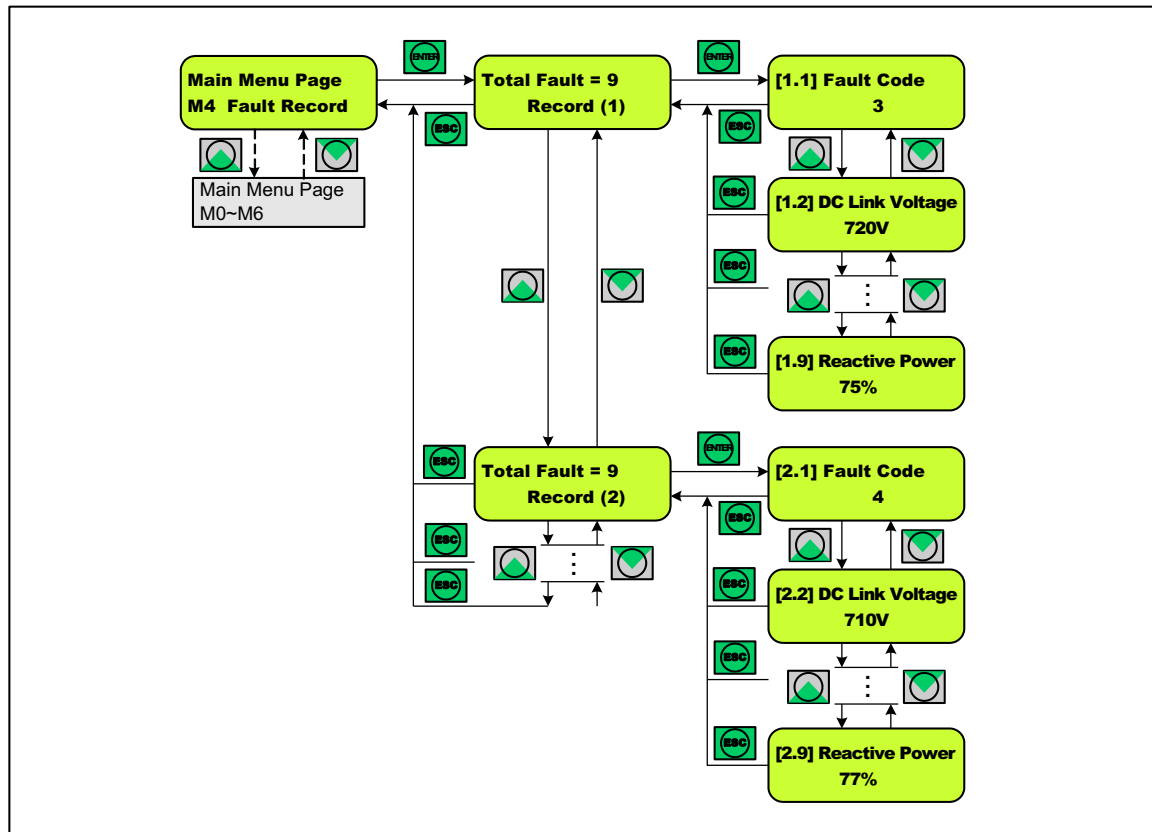 ENTER
ENTER
Main Menu Page
M4 Fault Record
Total Fault = 9
Record (1)
[1.1] Fault Code
3
ESC
ESC
Main Menu Page
M0~M6
[1.2] DC Link Voltage
720V
ESC
ESC
ESC
[1.9] Reactive Power
75%
ESC
Total Fault = 9
Record (2)
ENTER
[2.1] Fault Code
4
ESC
ESC
ESC
[2.2] DC Link Voltage
710V
ESC
ESC
ESC
[2.9] Reactive Power
77%